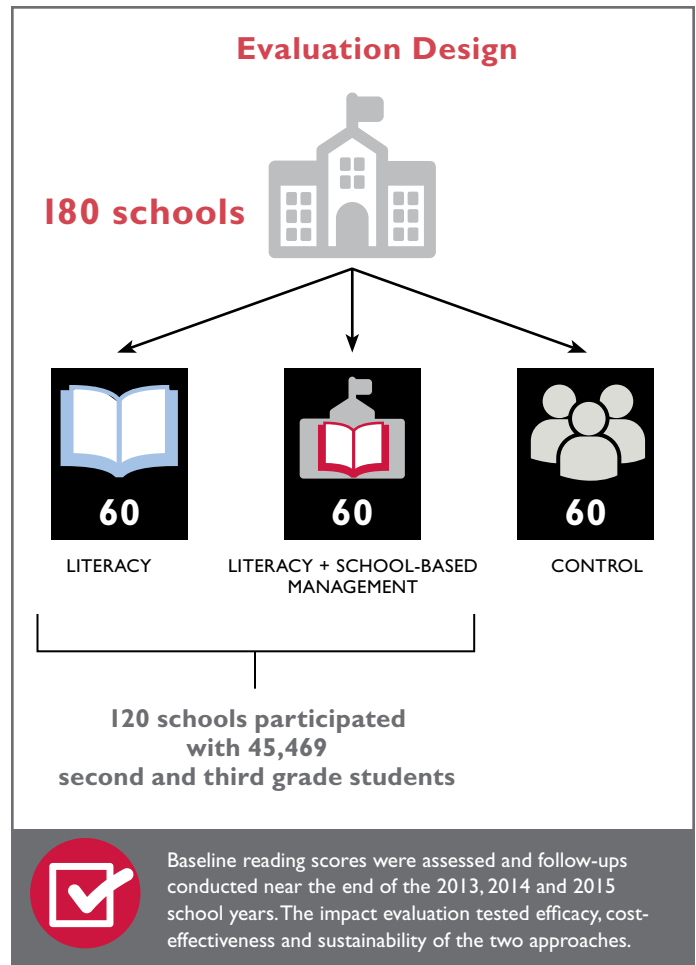 Evaluation Design
180 schools
60
60
60
LITERACY
LITERACY + SCHOOL-BASED
MANAGEMENT
CONTROL
120 schools participated
with 45,469
second and third grade students
Baseline reading scores were assessed and follow-ups
conducted near the end of the 2013, 2014 and 2015
school years. The impact evaluation tested efficacy, cost-
effectiveness and sustainability of the two approaches.